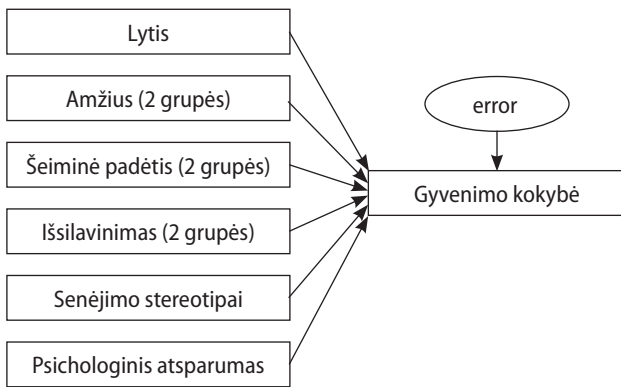 Lytis
Amžius (2 grupės)
Šeiminė padėtis (2 grupės)
Išsilavinimas (2 grupės)
Senėjimo stereotipai
Psichologinis atsparumas
error
Gyvenimo kokybė